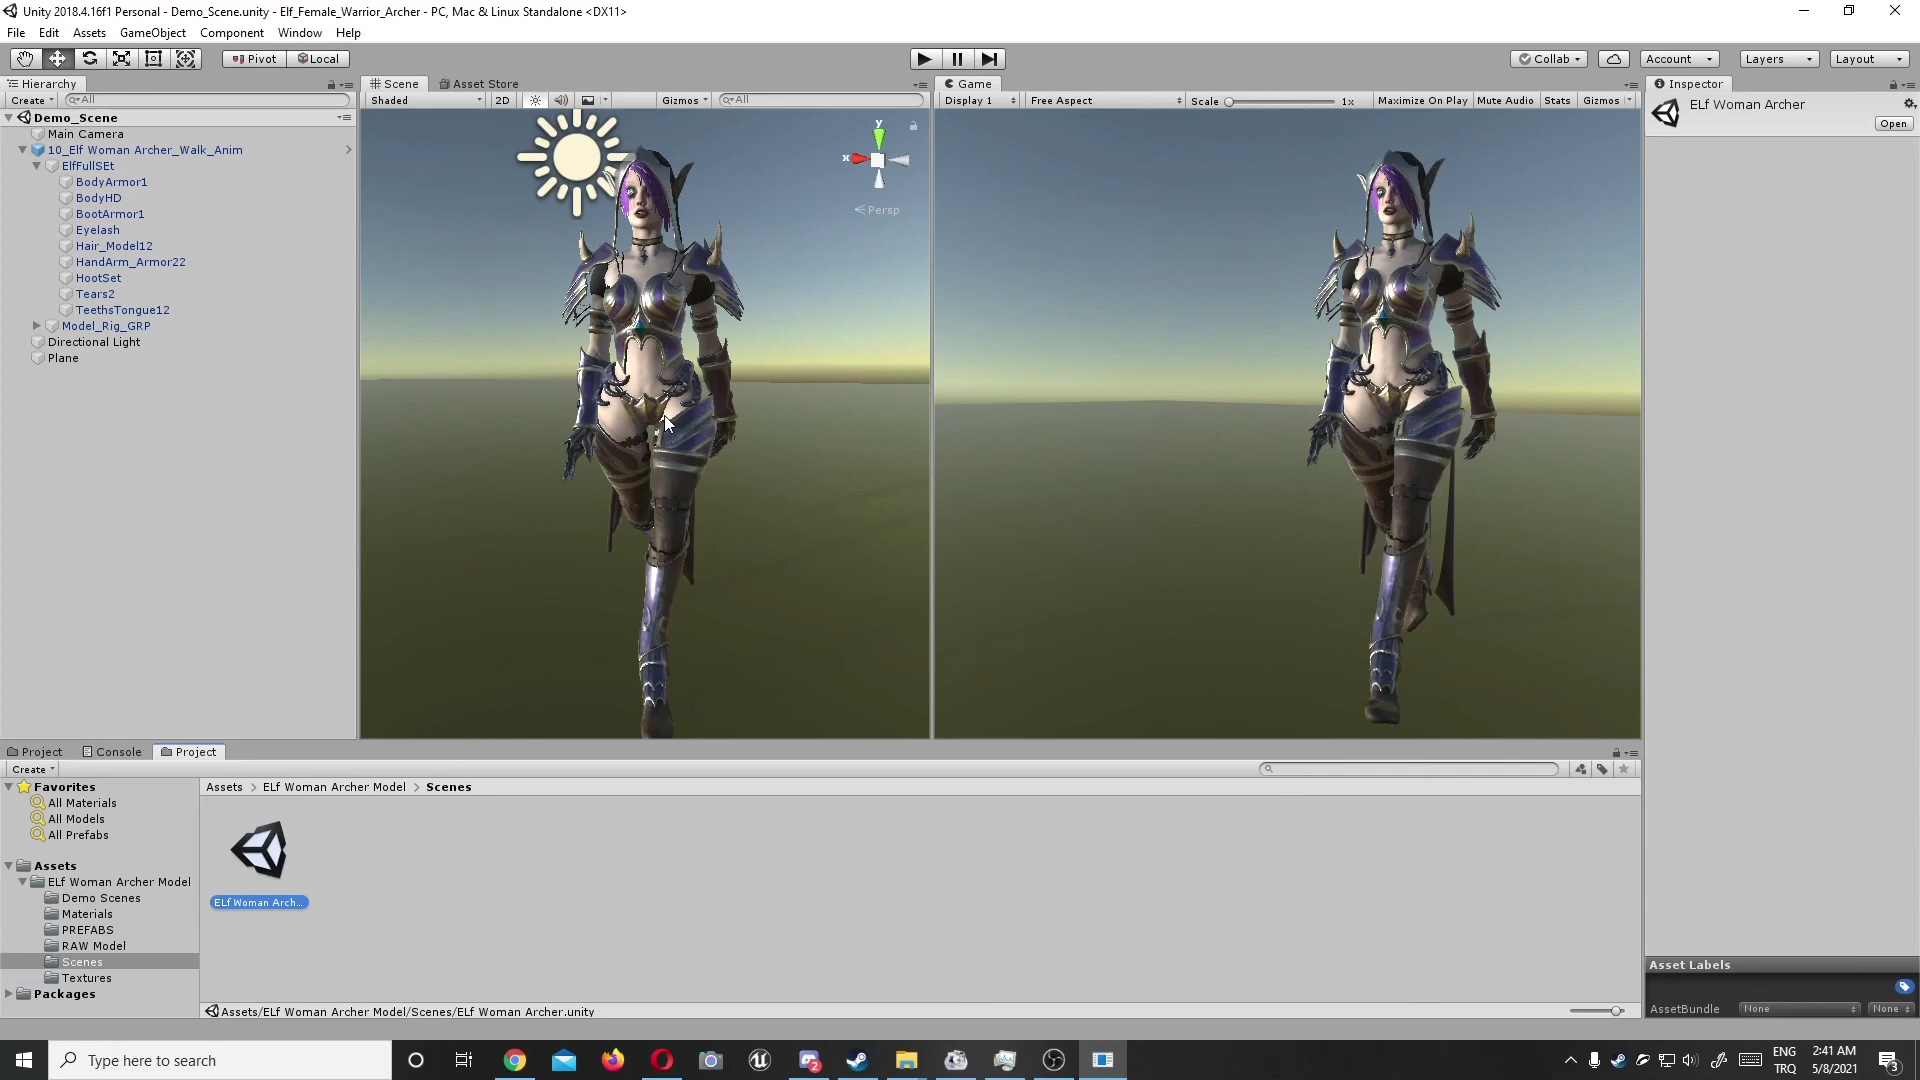 Unity 2018.4.16f1 Personal - Demo_Scene.unity - Elf_Female_Warrior_Archer - PC, Mac & Linux Standalone <DX11>
File Edit Assets GameObject Component Window Help
Pivot Local Collab Account Layers Layout
Hierarchy
Create All
Demo_Scene
Main Camera
10_Elf Woman Archer_Walk_Anim
ElfFullSEt
BodyArmor1
BodyHD
BootArmor1
Eyelash
Hair_Model12
HandArm_Armor22
HootSet
Tears2
TeethsTongue12
Model_Rig_GRP
Directional Light
Plane
Scene Asset Store
Shaded 2D Gizmos All
y
x
Persp
Game
Display 1 Free Aspect Scale 1x Maximize On Play Mute Audio Stats Gizmos
Inspector
ELf Woman Archer
Open
Project Console Project
Create
Favorites
All Materials
All Models
All Prefabs
Assets
ELf Woman Archer Model
Demo Scenes
Materials
PREFABS
RAW Model
Scenes
Textures
Packages
Assets > ELf Woman Archer Model > Scenes
ELf Woman Arch...
Assets/ELf Woman Archer Model/Scenes/ELf Woman Archer.unity
Asset Labels
AssetBundle None None
Type here to search
2
ENG
TRQ
2:41 AM
5/8/2021
3